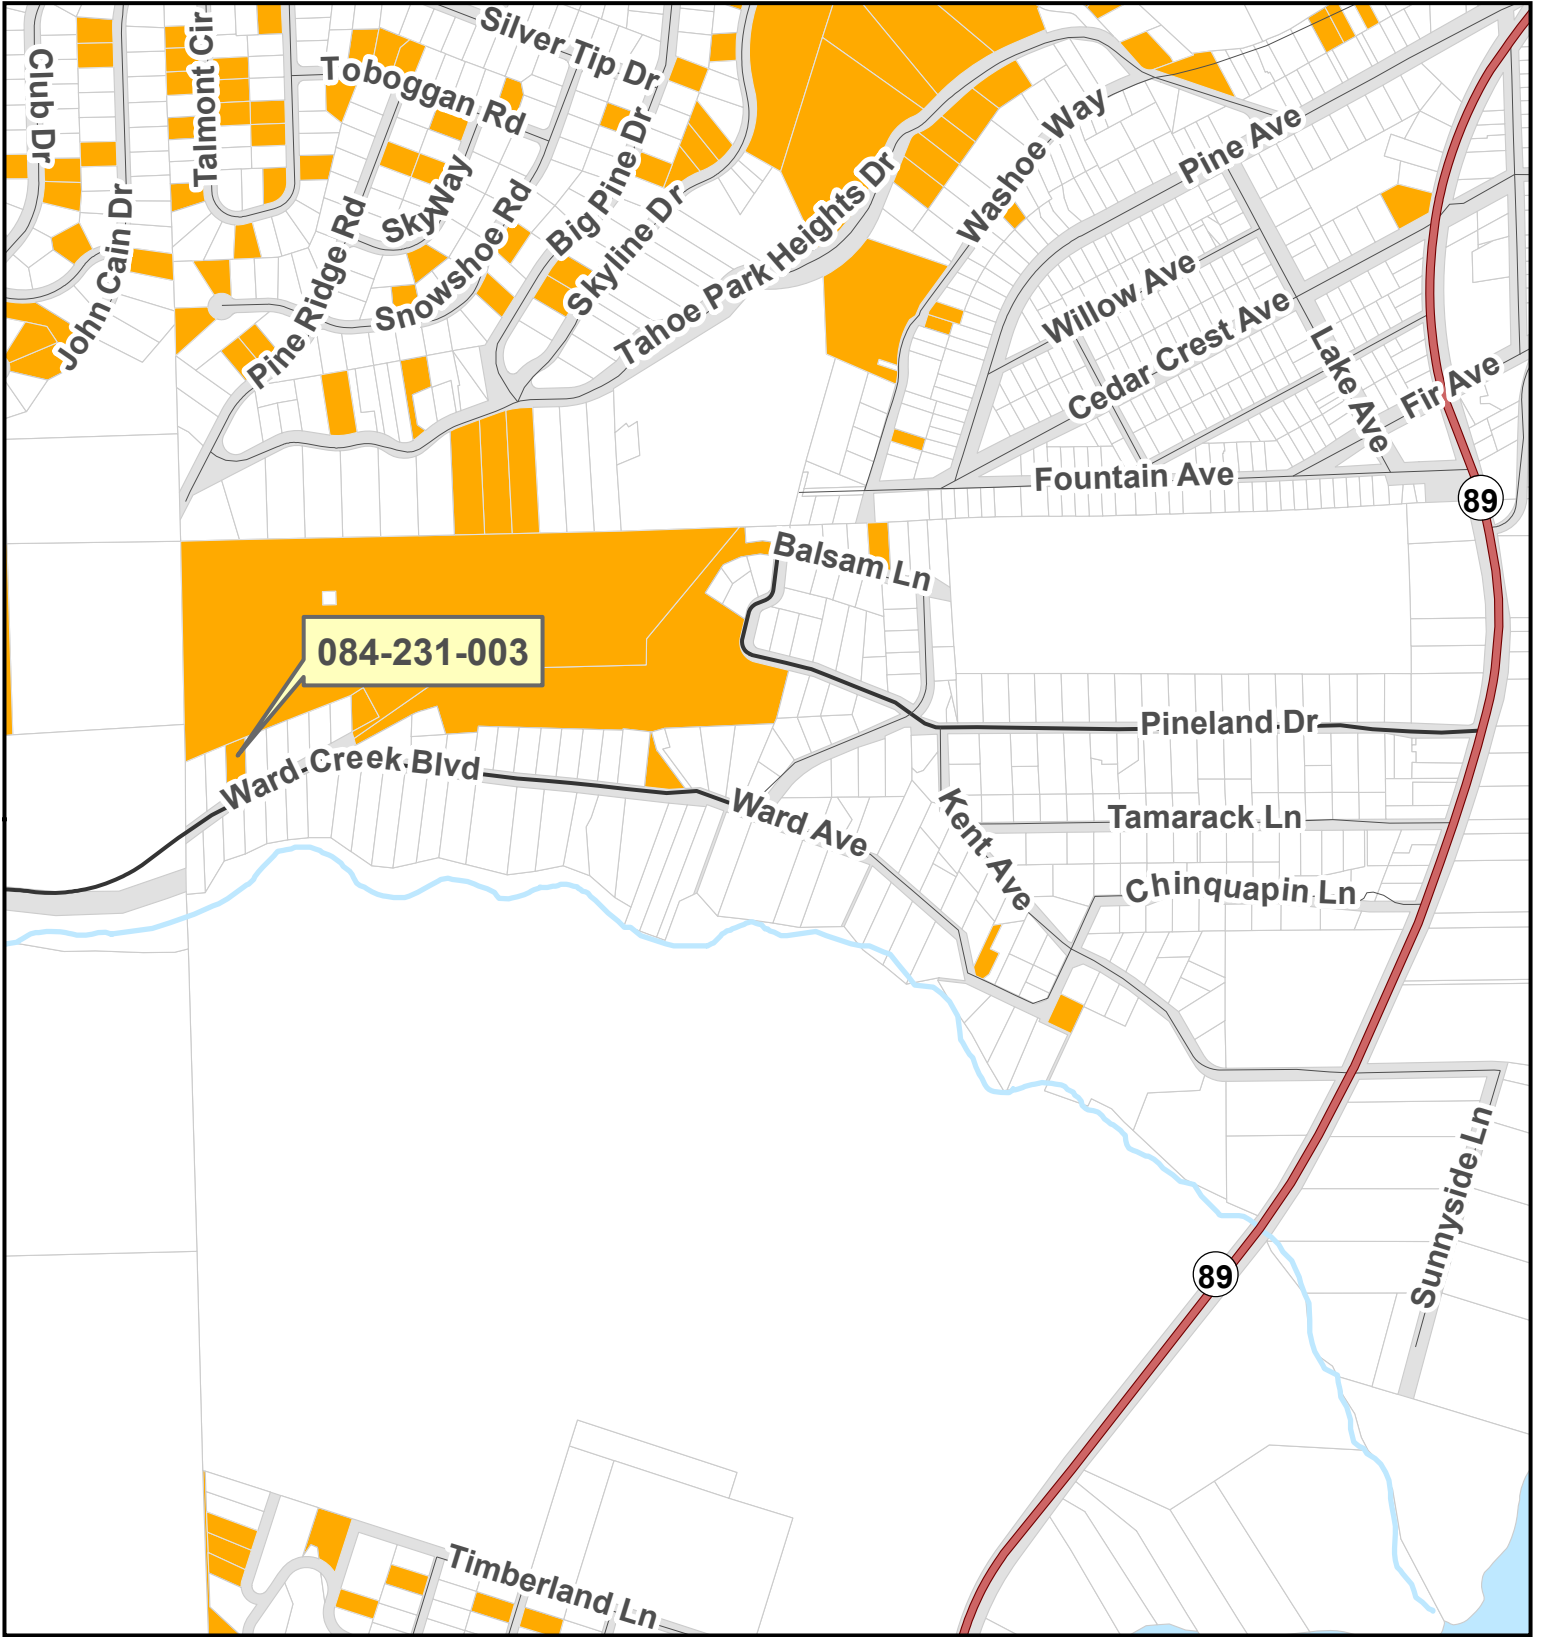 Silver Tip Dr
Club Dr
Talmont Cir
Toboggan Rd
Washoe Way
Pine Ave
Big Pine Dr
Sky Way
Snowshoe Rd
Skyline Dr
John Cain Dr
Pine Ridge Rd
Tahoe Park Heights Dr
Willow Ave
Cedar Crest Ave
Lake Ave
Fir Ave
Fountain Ave
89
Balsam Ln
084-231-003
Pineland Dr
Ward Creek Blvd
Ward Ave
Kent Ave
Tamarack Ln
Chinquapin Ln
Sunnyside Ln
89
Timberland Ln